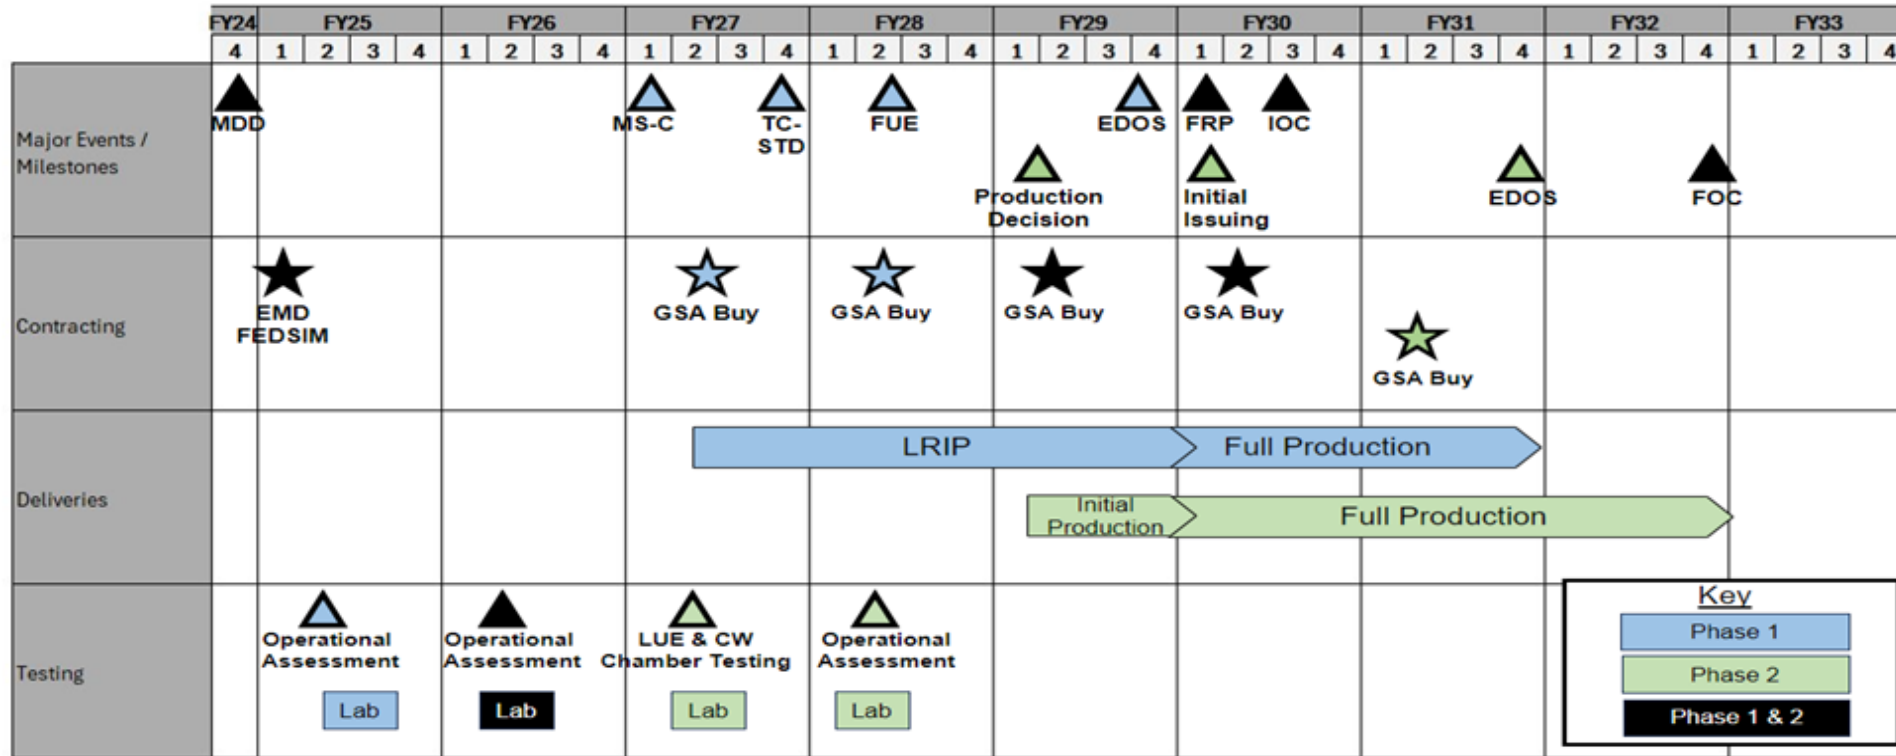 FY24 FY25 FY26 FY27 FY28 FY29 FY30 FY31 FY32 FY33
4 1 2 3 4 1 2 3 4 1 2 3 4 1 2 3 4 1 2 3 4 1 2 3 4 1 2 3 4 1 2 3 4 1 2 3 4
Major Events /
Milestones
MDD
MS-C
TC-
STD
FUE
EDOS
FRP
IOC
Production
Decision
Initial
Issuing
EDOS
FOC
Contracting
EMD
FEDSIM
GSA Buy
GSA Buy
GSA Buy
GSA Buy
GSA Buy
Deliveries
LRIP
Full Production
Initial
Production
Full Production
Testing
Operational
Assessment
Operational
Assessment
LUE & CW
Chamber Testing
Operational
Assessment
Lab
Lab
Lab
Lab
Key
Phase 1
Phase 2
Phase 1 & 2